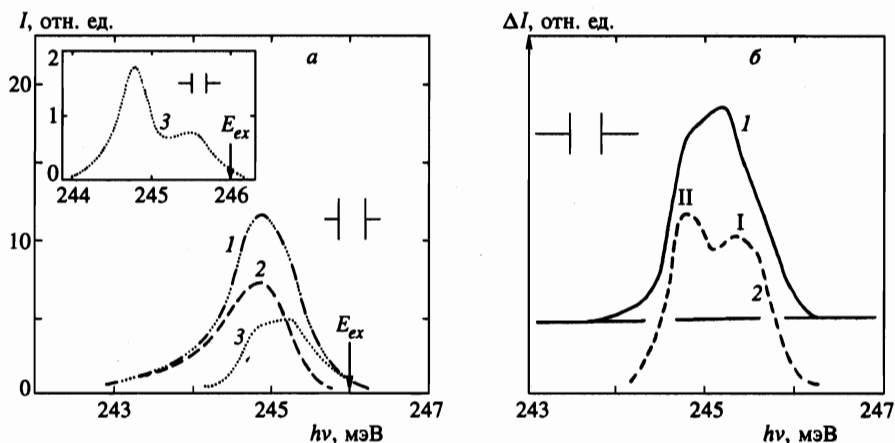 I, отн. ед.
а
20
10
0
2
1
0
3
E_ex
244
245
246
1
2
3
E_ex
243
245
247
hν, мэВ
ΔI, отн. ед.
б
1
II
I
2
243
245
247
hν, мэВ